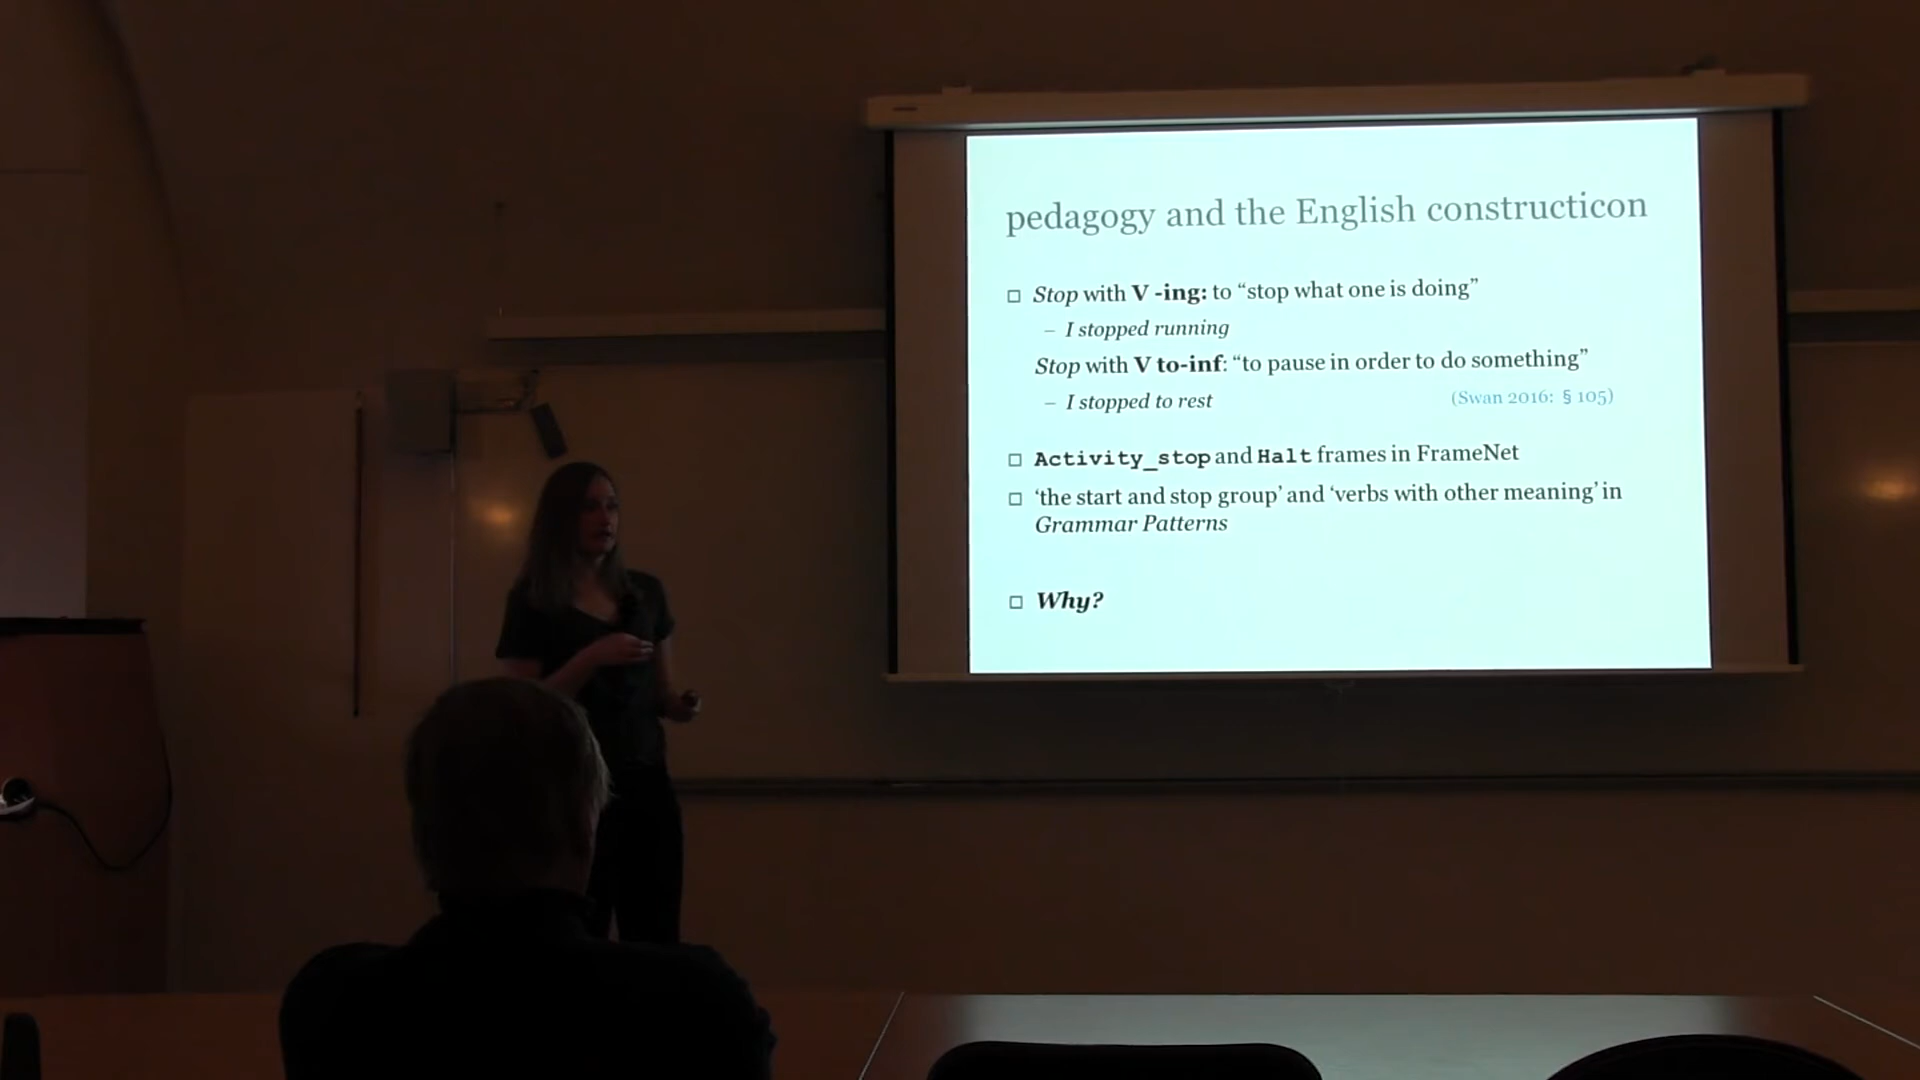 pedagogy and the English constructicon
□ Stop with V -ing: to “stop what one is doing”
– I stopped running
Stop with V to-inf: “to pause in order to do something”
– I stopped to rest
(Swan 2016: § 105)
□ Activity_stop and Halt frames in FrameNet
□ ‘the start and stop group’ and ‘verbs with other meaning’ in
Grammar Patterns
□ Why?